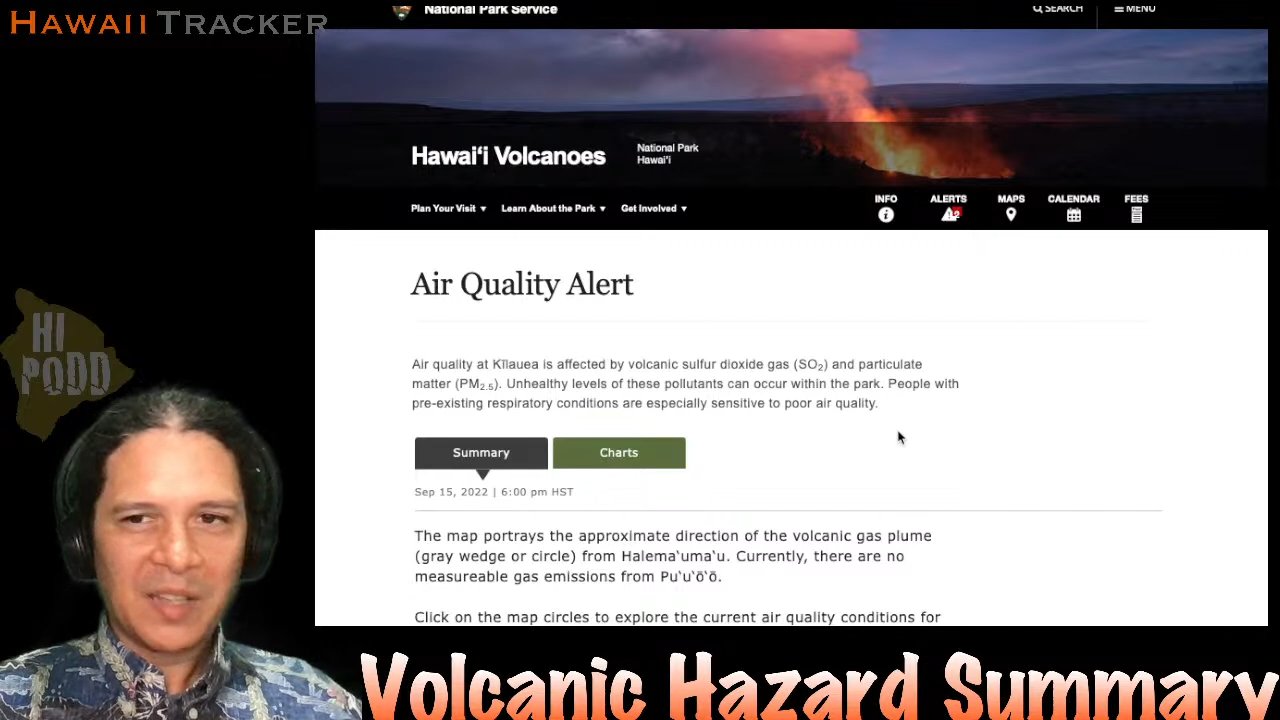 HAWAII TRACKER
National Park Service
SEARCH
MENU
Hawaiʻi Volcanoes
National Park
Hawaiʻi
INFO
ALERTS
MAPS
CALENDAR
FEES
2
Plan Your Visit
Learn About the Park
Get Involved
Air Quality Alert
HI
PODD
Air quality at Kīlauea is affected by volcanic sulfur dioxide gas (SO₂) and particulate
matter (PM₂.₅). Unhealthy levels of these pollutants can occur within the park. People with
pre-existing respiratory conditions are especially sensitive to poor air quality.
Summary
Charts
Sep 15, 2022 | 6:00 pm HST
The map portrays the approximate direction of the volcanic gas plume
(gray wedge or circle) from Halemaʻumaʻu. Currently, there are no
measureable gas emissions from Puʻuʻōʻō.
Click on the map circles to explore the current air quality conditions for
Volcanic Hazard Summary